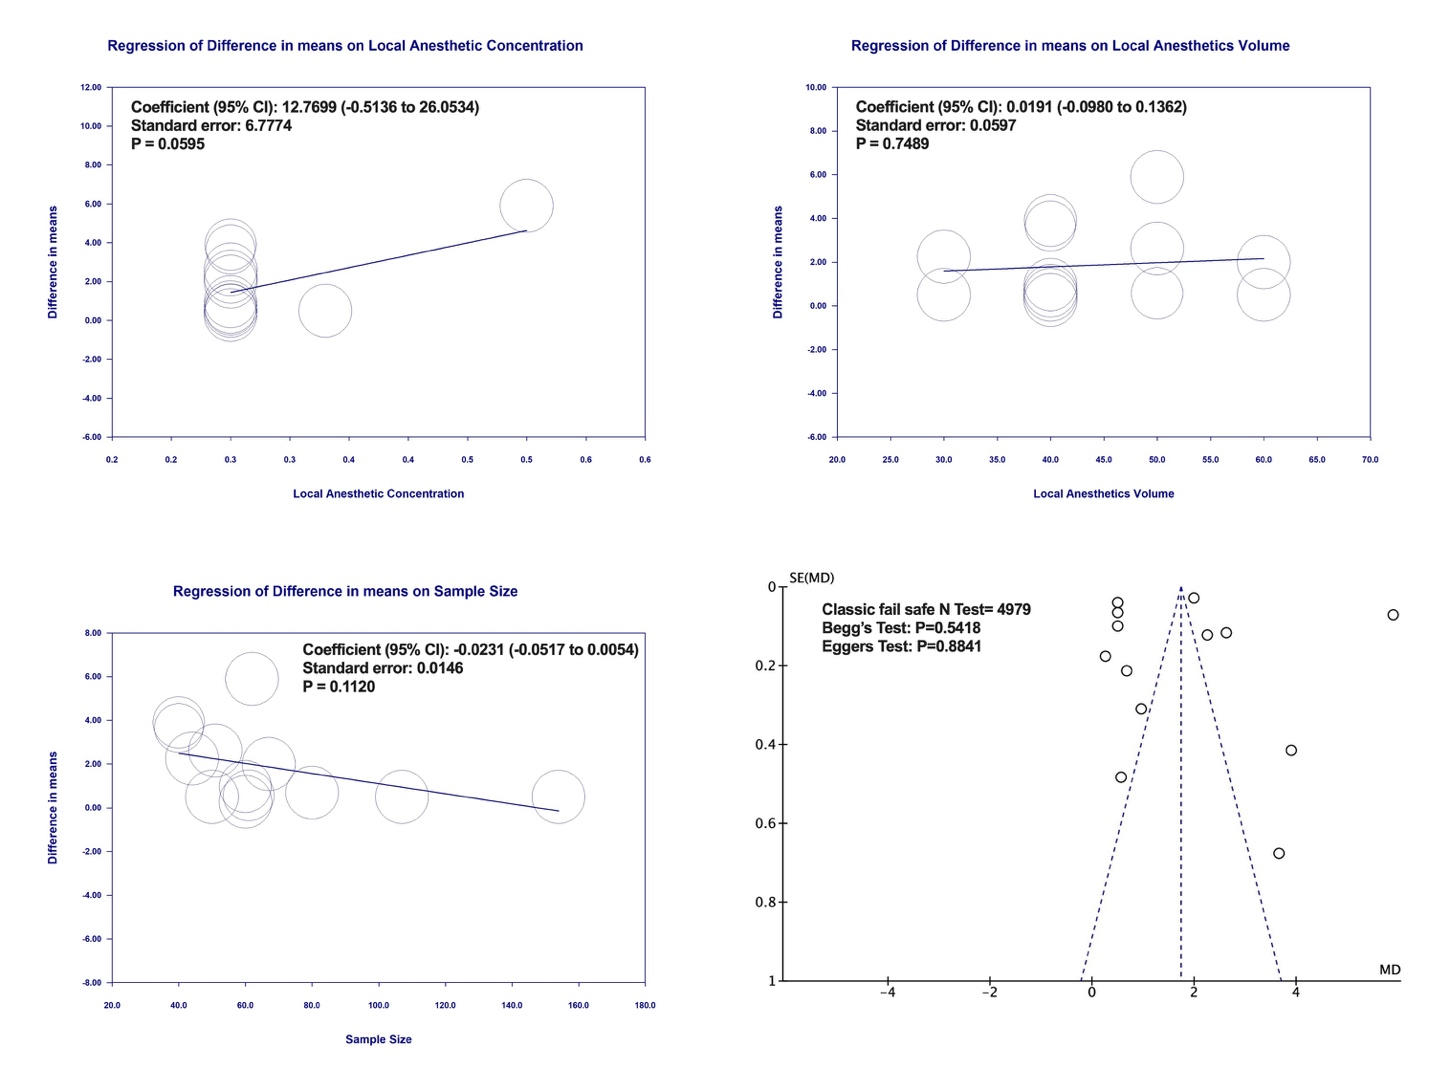 Regression of Difference in means on Local Anesthetic Concentration
Coefficient (95% CI): 12.7699 (-0.5136 to 26.0534)
Standard error: 6.7774
P = 0.0595
12.00
10.00
8.00
6.00
4.00
2.00
0.00
-2.00
-4.00
-6.00
Difference in means
0.2 0.2 0.3 0.3 0.4 0.4 0.5 0.5 0.6 0.6
Local Anesthetic Concentration
Regression of Difference in means on Local Anesthetics Volume
Coefficient (95% CI): 0.0191 (-0.0980 to 0.1362)
Standard error: 0.0597
P = 0.7489
10.00
8.00
6.00
4.00
2.00
0.00
-2.00
-4.00
-6.00
Difference in means
20.0 30.0 35.0 40.0 45.0 50.0 55.0 60.0 65.0 70.0
Local Anesthetics Volume
Regression of Difference in means on Sample Size
Coefficient (95% CI): -0.0231 (-0.0517 to 0.0054)
Standard error: 0.0146
P = 0.1120
8.00
6.00
4.00
2.00
0.00
-2.00
-4.00
-6.00
-8.00
Difference in means
20.0 40.0 60.0 80.0 100.0 120.0 140.0 160.0 180.0
Sample Size
SE(MD)
Classic fail safe N Test= 4979
Begg's Test: P=0.5418
Eggers Test: P=0.8841
0
0.2
0.4
0.6
0.8
1
MD
−4 −2 0 2 4